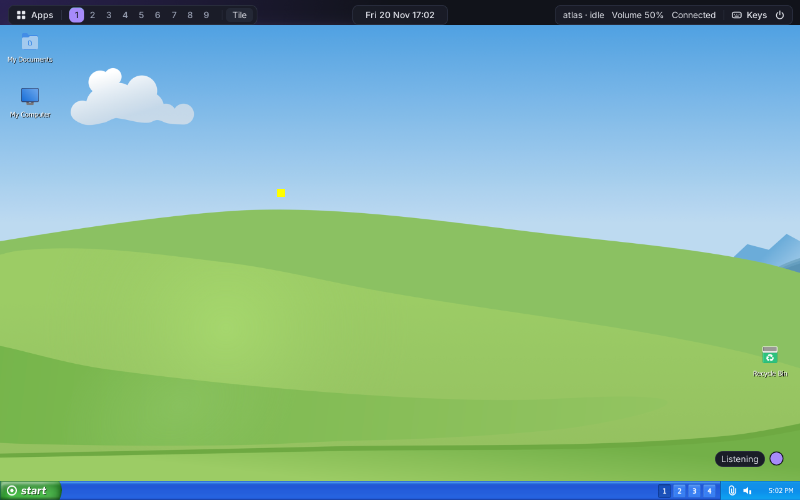 Apps 1 2 3 4 5 6 7 8 9 Tile
Fri 20 Nov 17:02
atlas · idle Volume 50% Connected Keys
My Documents
My Computer
Recycle Bin
Listening
start
1 2 3 4
5:02 PM